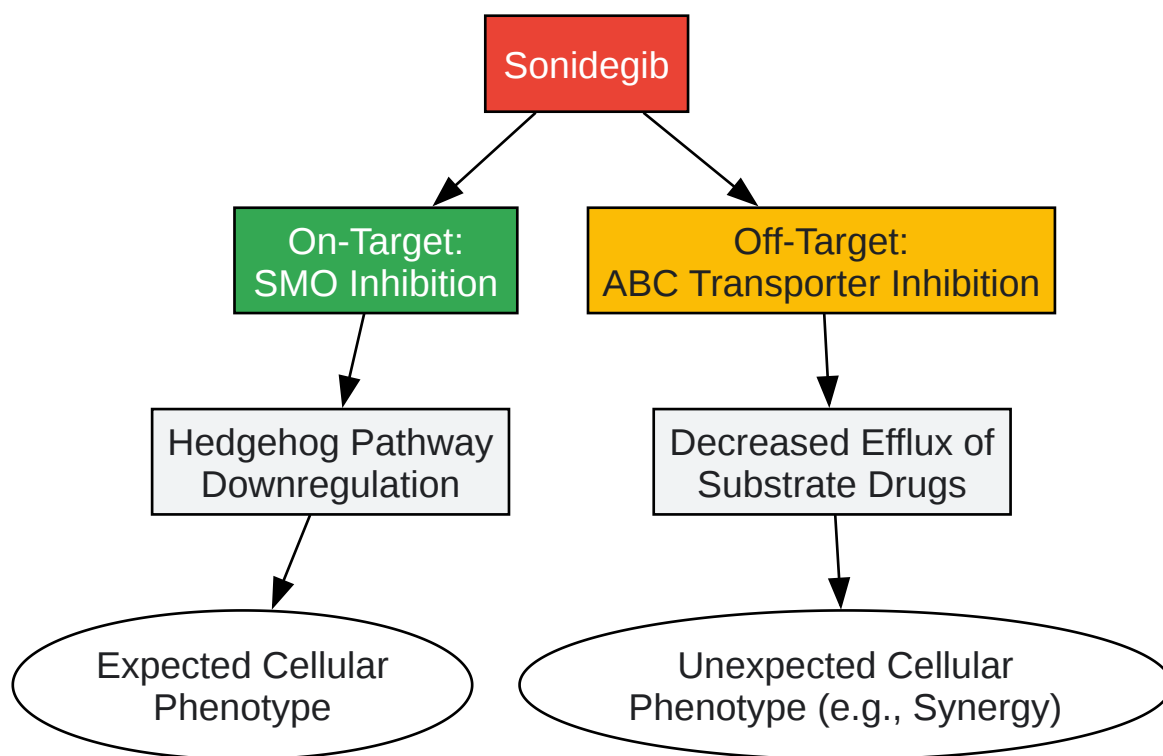 Sonidegib
On-Target:
SMO Inhibition
Off-Target:
ABC Transporter Inhibition
Hedgehog Pathway
Downregulation
Decreased Efflux of
Substrate Drugs
Expected Cellular
Phenotype
Unexpected Cellular
Phenotype (e.g., Synergy)